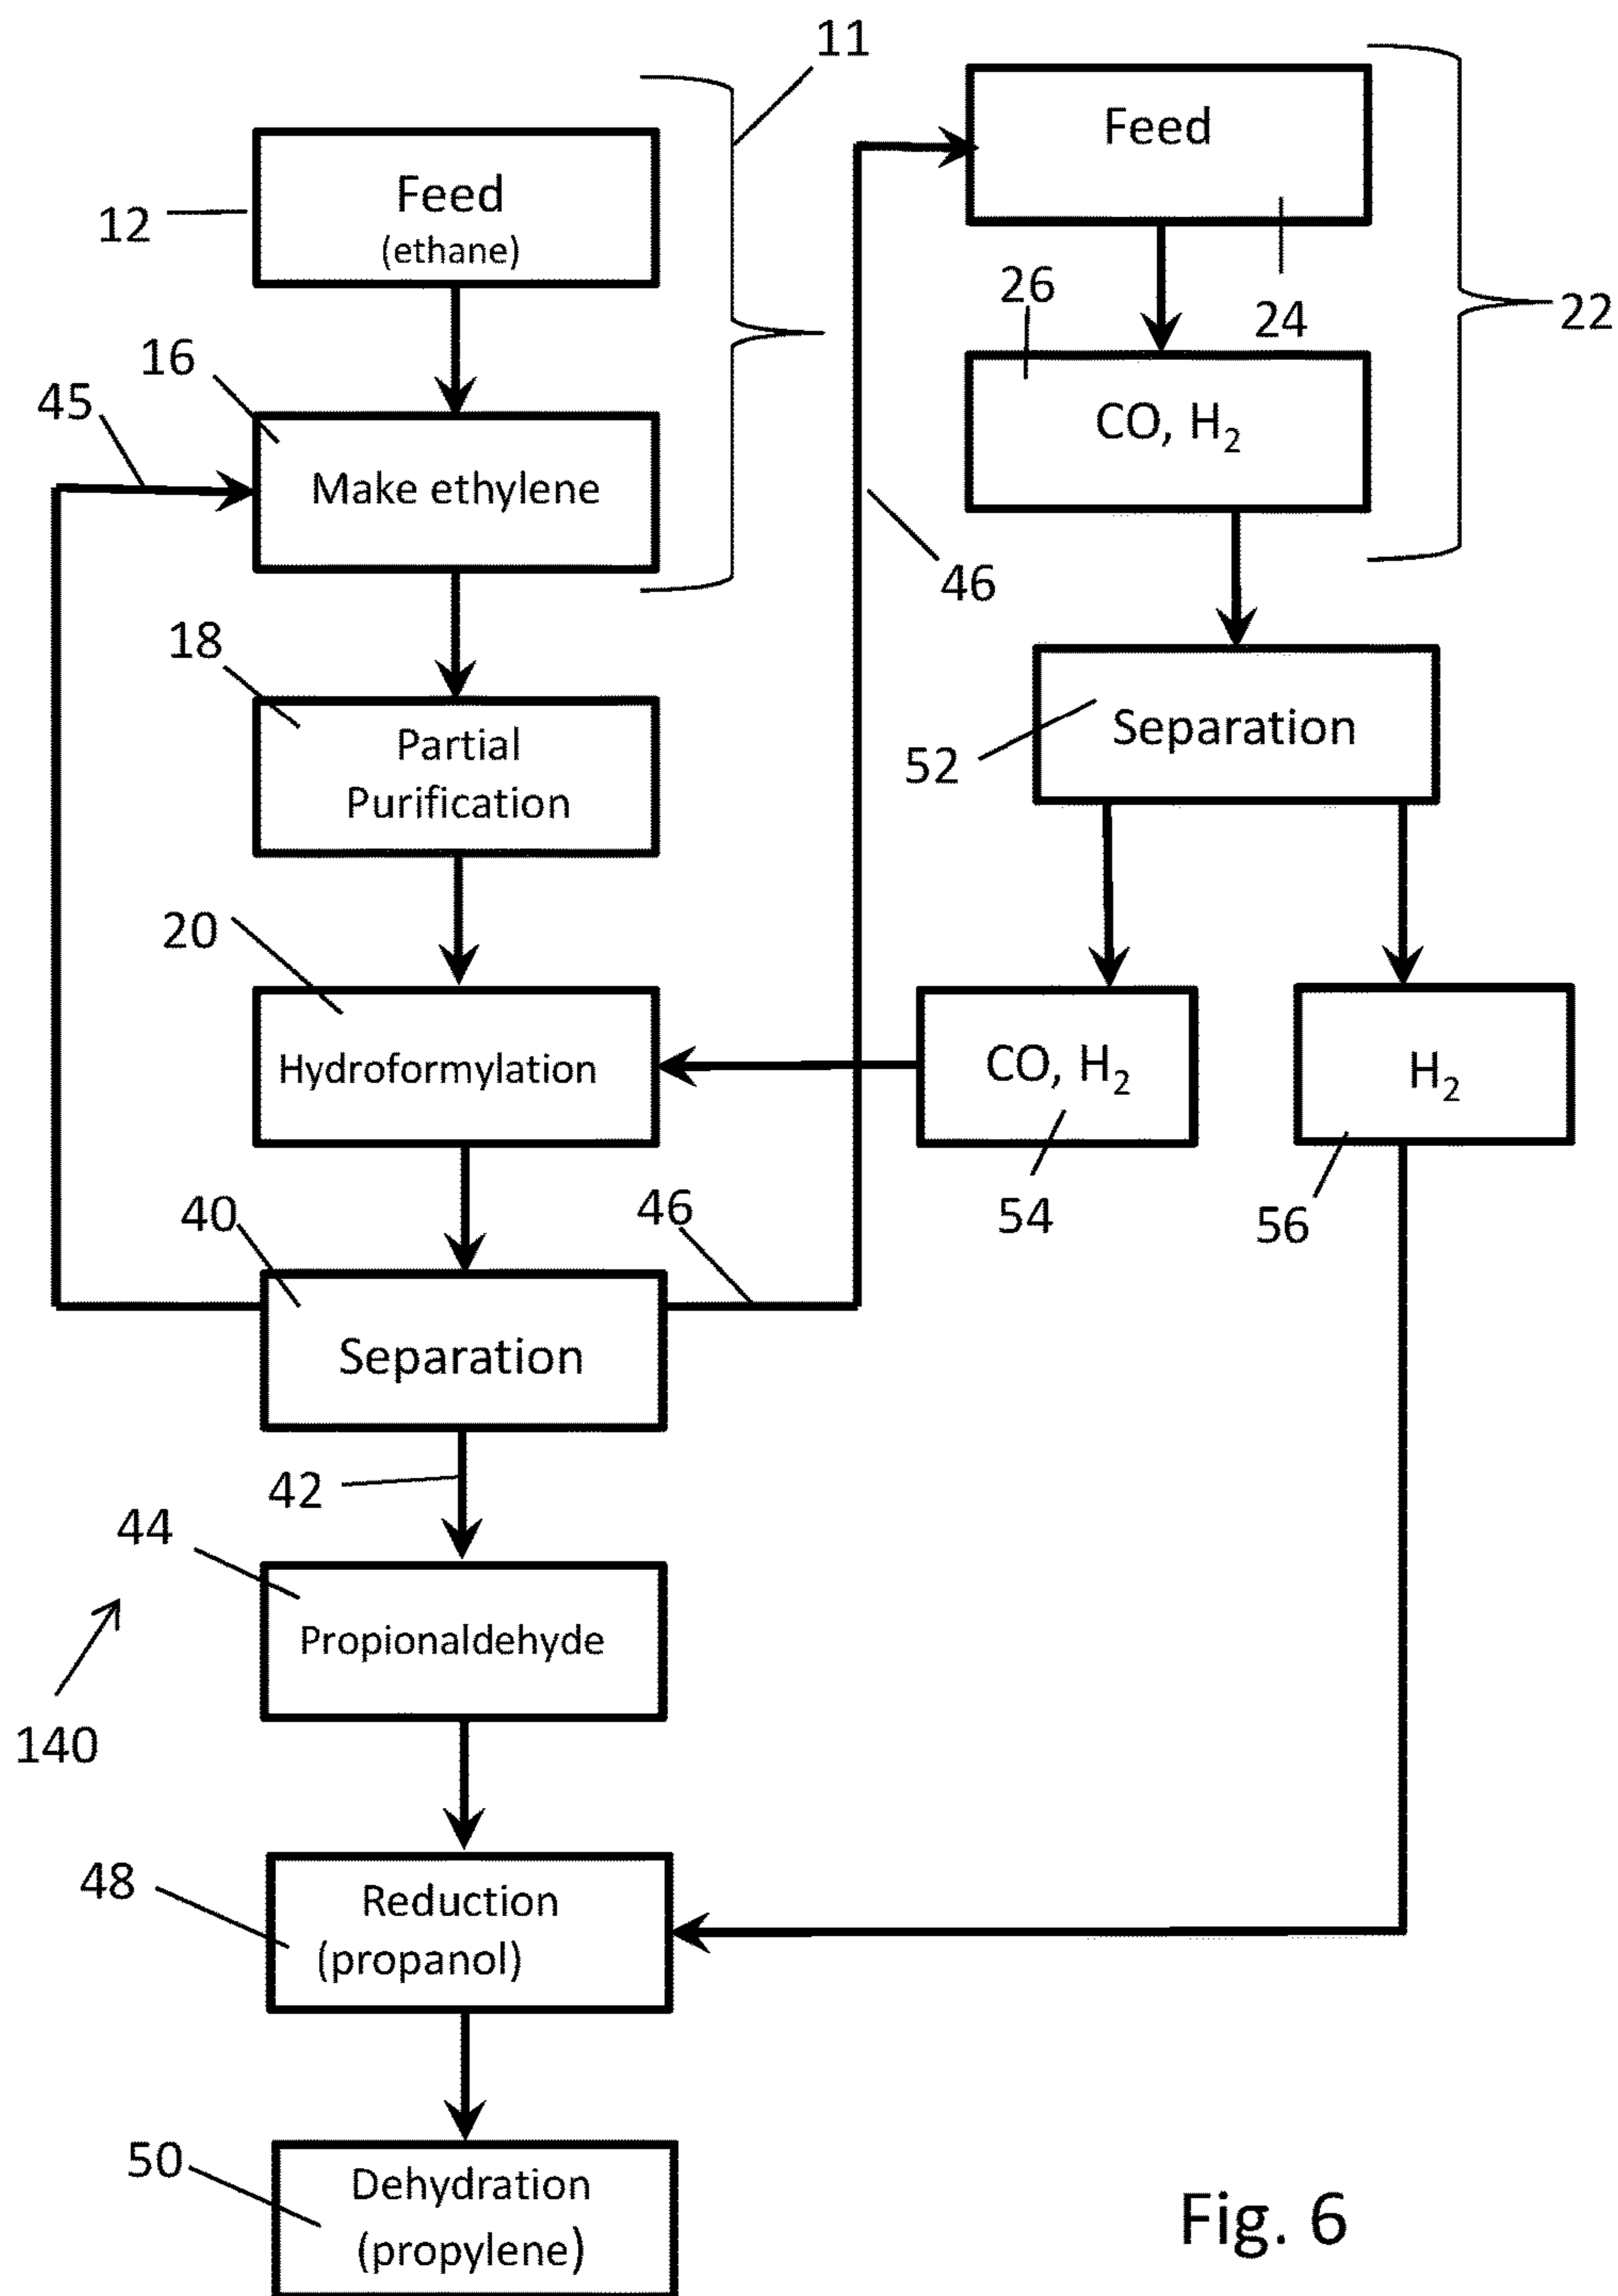 11
Feed
Feed
(ethane)
12
24
22
26
16
45
CO, H₂
Make ethylene
46
18
Partial
Purification
Separation
52
20
Hydroformylation
CO, H₂
H₂
54
56
40
46
Separation
42
44
Propionaldehyde
140
48
Reduction
(propanol)
50
Dehydration
(propylene)
Fig. 6